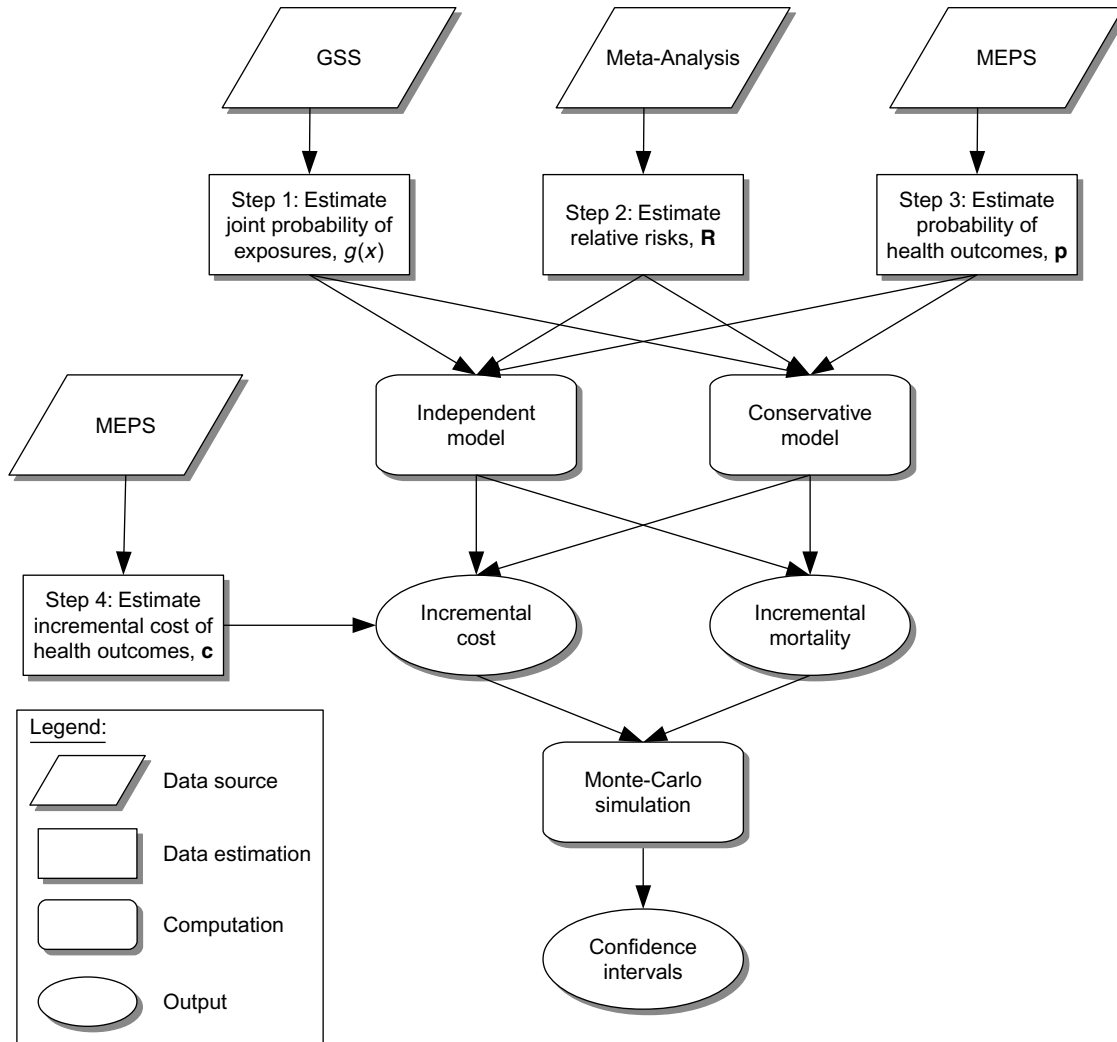 GSS
Meta-Analysis
MEPS
Step 1: Estimate
joint probability of
exposures, g(x)
Step 2: Estimate
relative risks, R
Step 3: Estimate
probability of
health outcomes, p
MEPS
Independent
model
Conservative
model
Step 4: Estimate
incremental cost of
health outcomes, c
Incremental
cost
Incremental
mortality
Monte-Carlo
simulation
Confidence
intervals
Legend:
Data source
Data estimation
Computation
Output